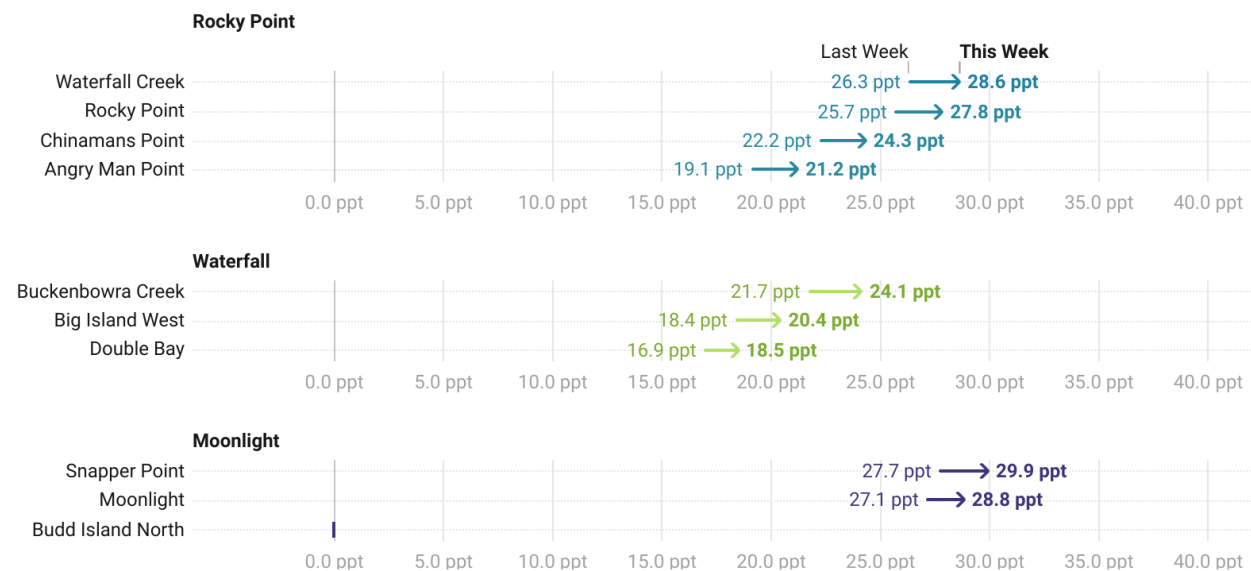 Rocky Point
Last Week This Week
Waterfall Creek 26.3 ppt 28.6 ppt
Rocky Point 25.7 ppt 27.8 ppt
Chinamans Point 22.2 ppt 24.3 ppt
Angry Man Point 19.1 ppt 21.2 ppt
0.0 ppt 5.0 ppt 10.0 ppt 15.0 ppt 20.0 ppt 25.0 ppt 30.0 ppt 35.0 ppt 40.0 ppt
Waterfall
Buckenbowra Creek 21.7 ppt 24.1 ppt
Big Island West 18.4 ppt 20.4 ppt
Double Bay 16.9 ppt 18.5 ppt
0.0 ppt 5.0 ppt 10.0 ppt 15.0 ppt 20.0 ppt 25.0 ppt 30.0 ppt 35.0 ppt 40.0 ppt
Moonlight
Snapper Point 27.7 ppt 29.9 ppt
Moonlight 27.1 ppt 28.8 ppt
Budd Island North
0.0 ppt 5.0 ppt 10.0 ppt 15.0 ppt 20.0 ppt 25.0 ppt 30.0 ppt 35.0 ppt 40.0 ppt